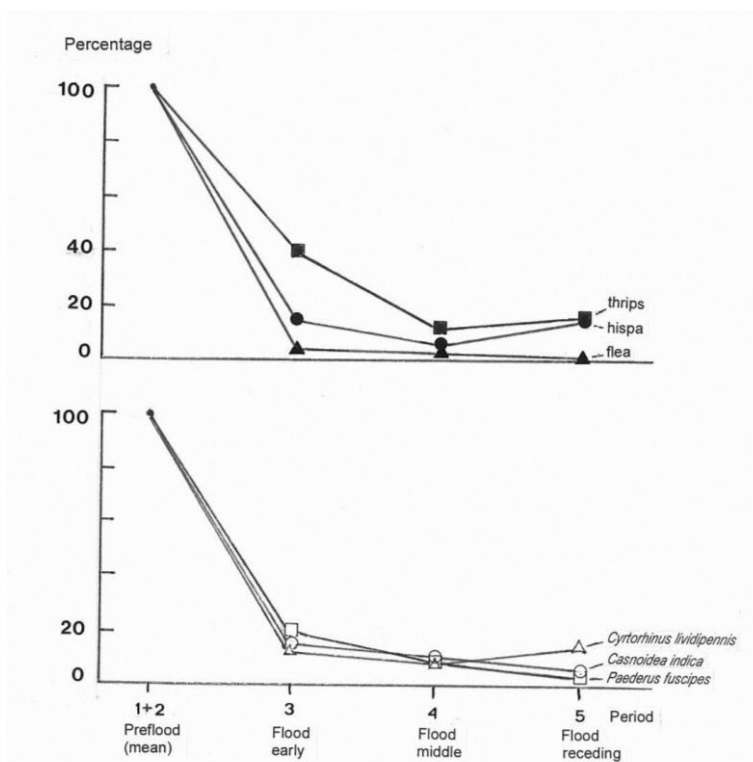 Percentage
100
40
20
0
thrips
hispa
flea
100
20
0
Cyrtorhinus lividipennis
Casnoidea indica
Paederus fuscipes
1+2 3 4 5 Period
Preflood Flood Flood Flood
(mean) early middle receding